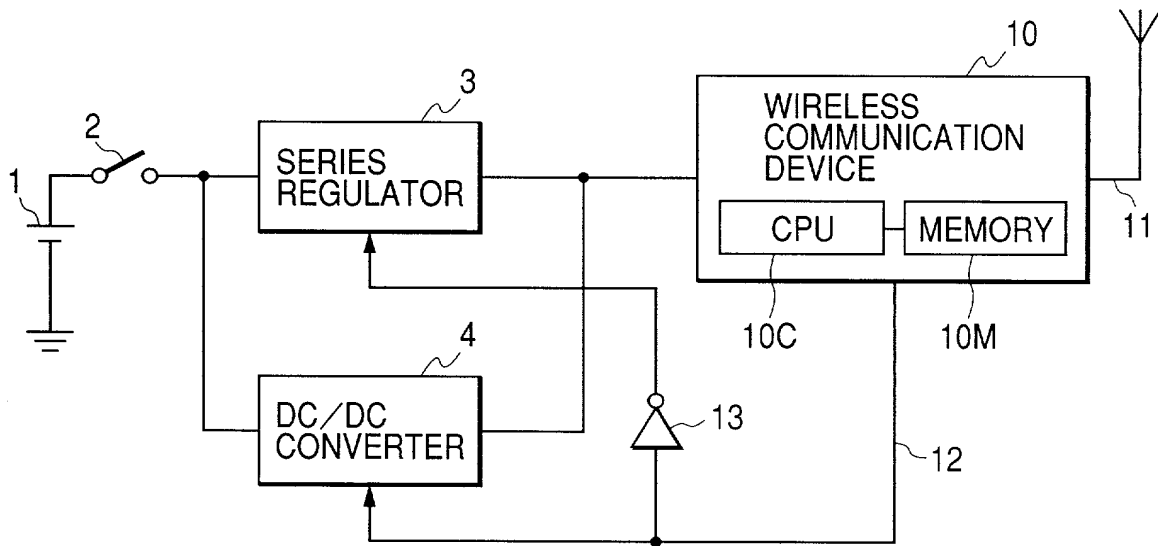 1
2
3
SERIES
REGULATOR
4
DC/DC
CONVERTER
10
WIRELESS
COMMUNICATION
DEVICE
CPU
MEMORY
10C
10M
11
12
13